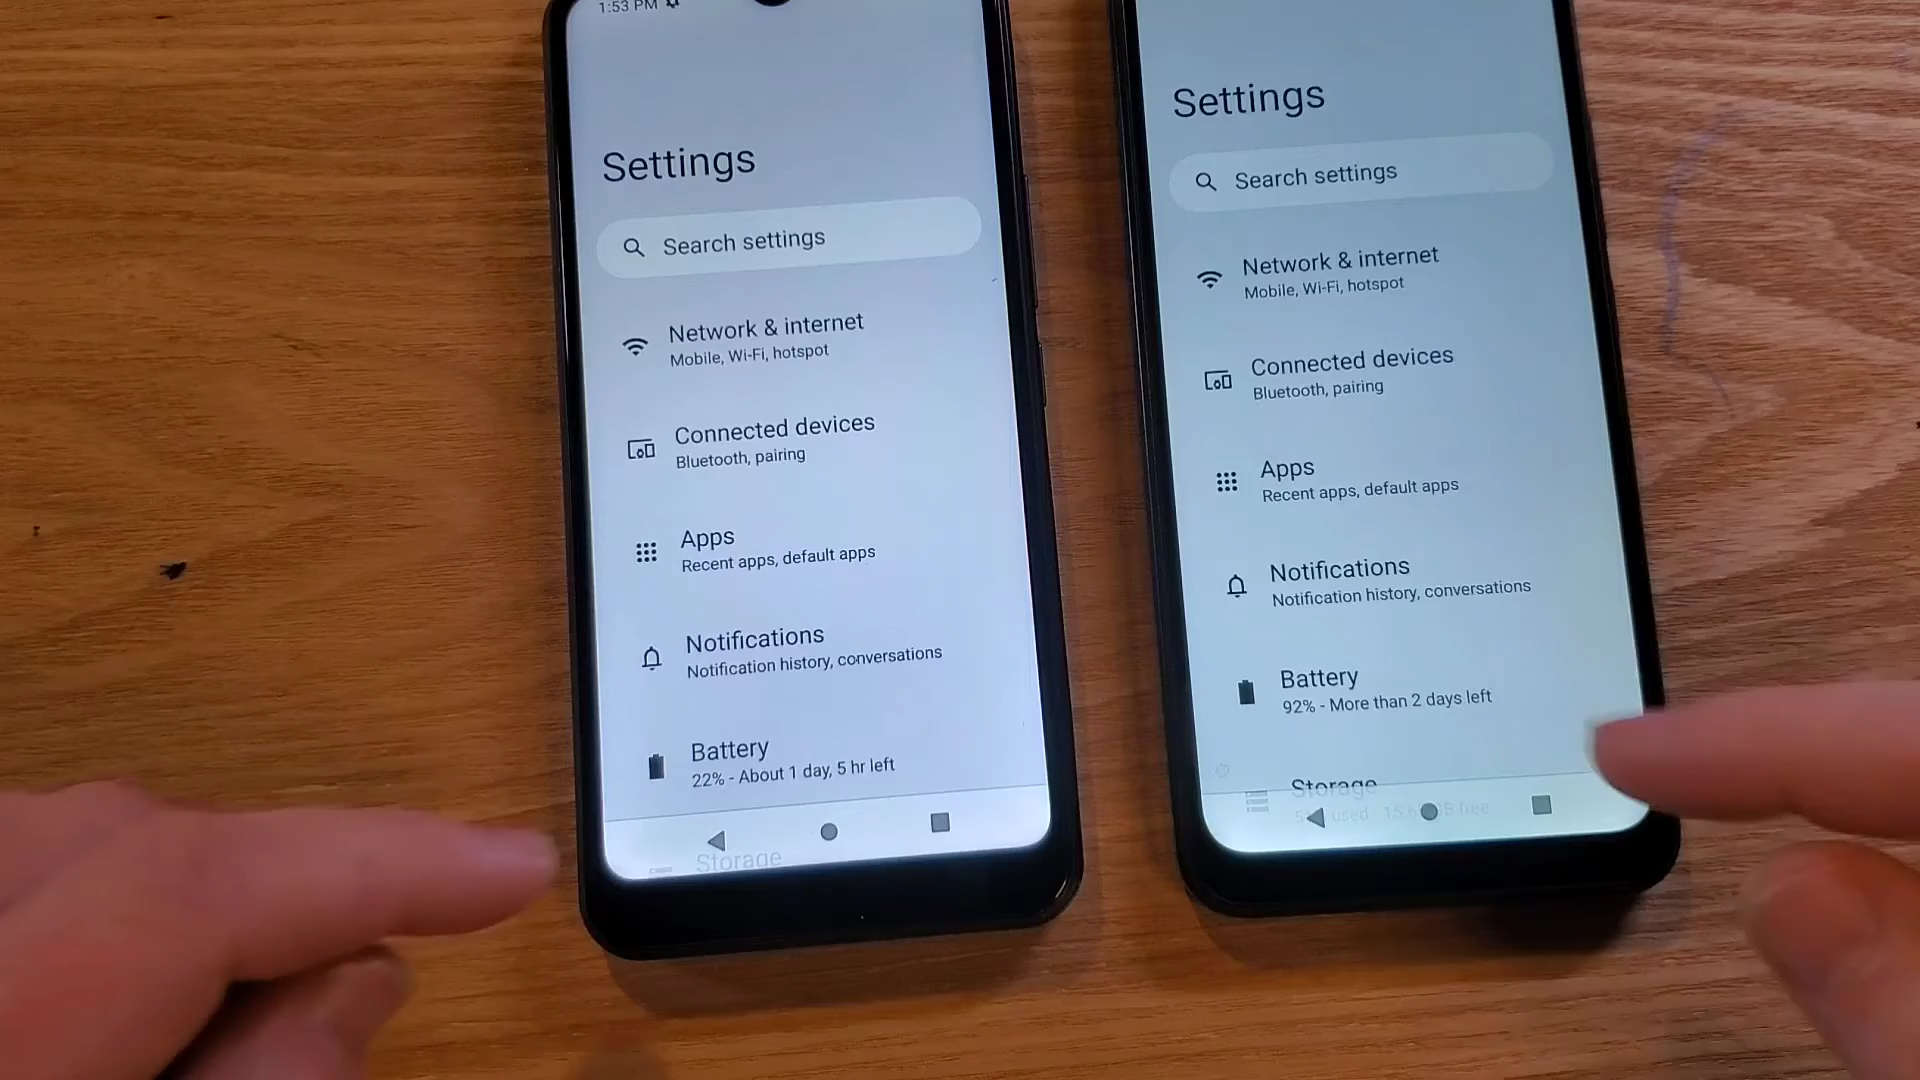 1:53 PM
Settings
Search settings
Network & internet
Mobile, Wi-Fi, hotspot
Connected devices
Bluetooth, pairing
Apps
Recent apps, default apps
Notifications
Notification history, conversations
Battery
22% - About 1 day, 5 hr left
Storage
Settings
Search settings
Network & internet
Mobile, Wi-Fi, hotspot
Connected devices
Bluetooth, pairing
Apps
Recent apps, default apps
Notifications
Notification history, conversations
Battery
92% - More than 2 days left
Storage
used
free